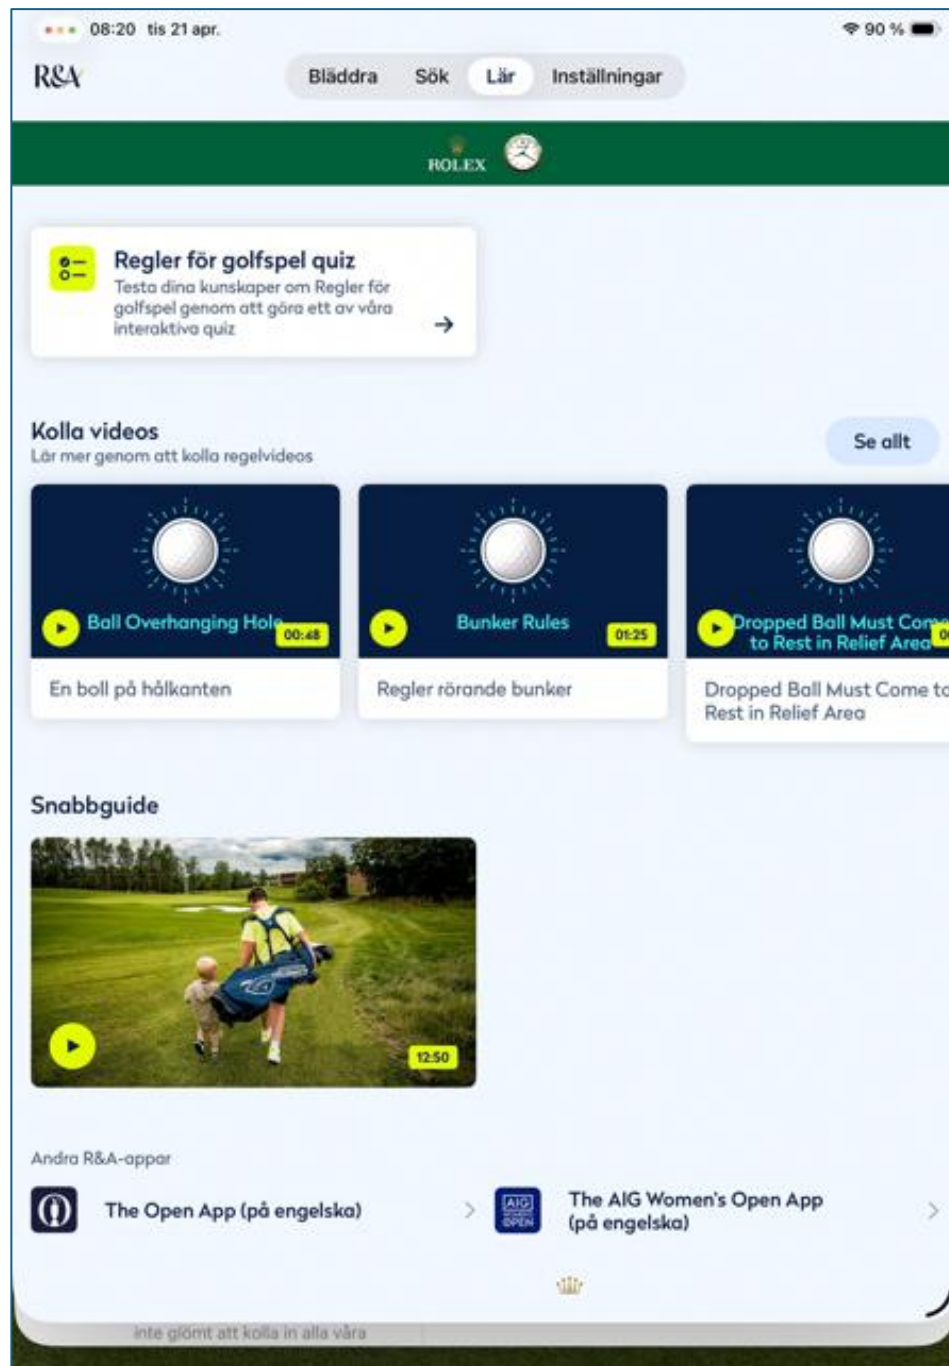 08:20 tis 21 apr.
90 %
R&A
Bläddra Sök Lär Inställningar
ROLEX
Regler för golfspel quiz
Testa dina kunskaper om Regler för
golfspel genom att göra ett av våra
interaktiva quiz
Kolla videos
Lär mer genom att kolla regelvideos
Se allt
Ball Overhanging Hole
00:48
En boll på hålkanten
Bunker Rules
01:25
Regler rörande bunker
Dropped Ball Must Come
to Rest in Relief Area
Dropped Ball Must Come to
Rest in Relief Area
Snabbguide
12:50
Andra R&A-appar
The Open App (på engelska)
AIG
WOMEN'S
OPEN
The AIG Women's Open App
(på engelska)
inte glömt att kolla in alla våra